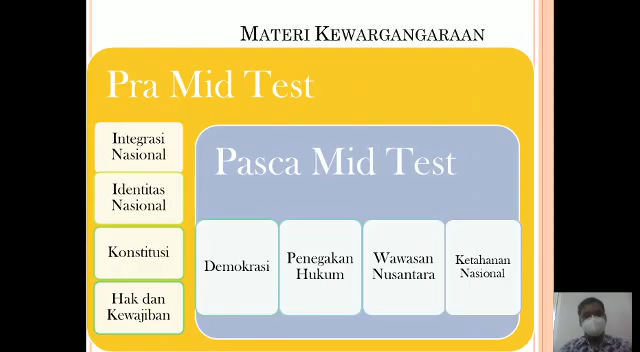 MATERI KEWARGANGARAAN
Pra Mid Test
Integrasi
Nasional
Identitas
Nasional
Konstitusi
Hak dan
Kewajiban
Pasca Mid Test
Demokrasi
Penegakan
Hukum
Wawasan
Nusantara
Ketahanan
Nasional